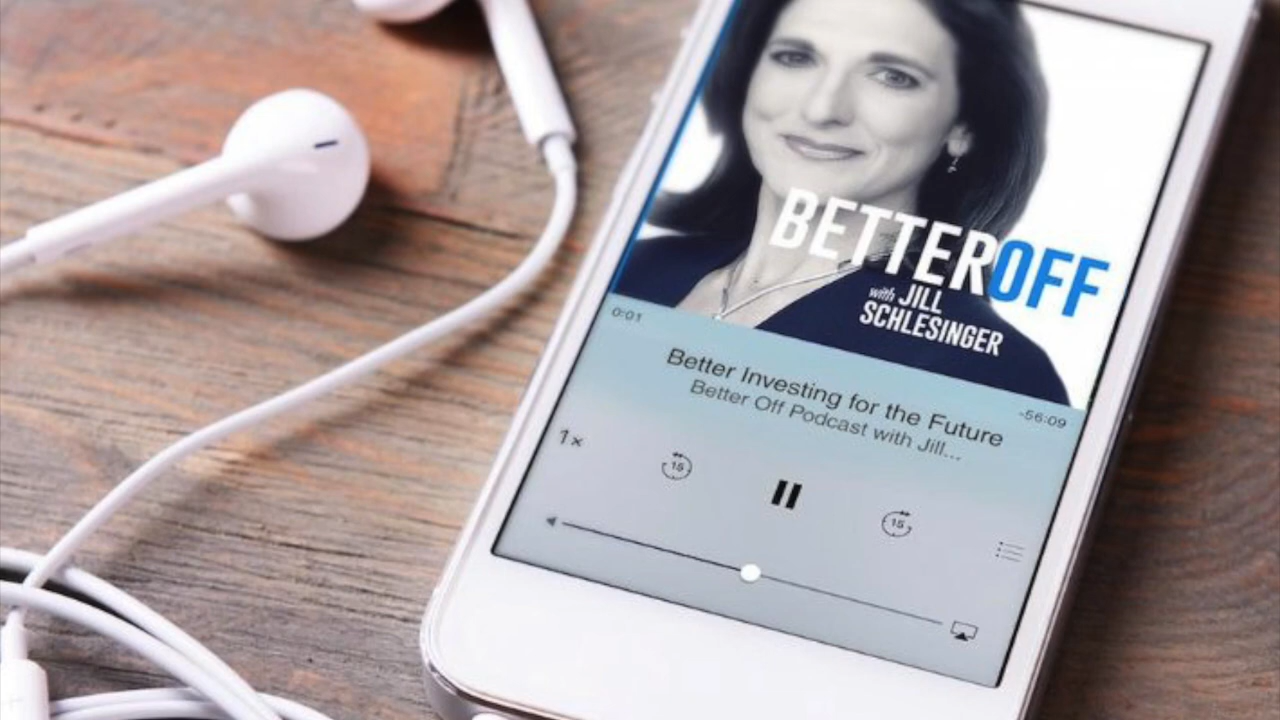 BETTEROFF
with JILL
SCHLESINGER
0:01
-56:09
Better Investing for the Future
Better Off Podcast with Jill...
1×
15
15